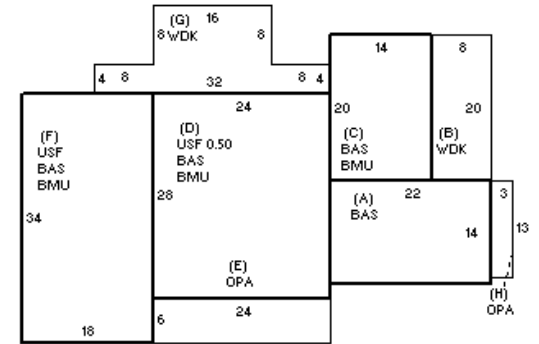 (G) 16
8 WDK 8
14 8
4 8 8 4
32
24
20 20
(D)
USF 0.50
BAS
BMU
(F)
USF
BAS
BMU
(C)
BAS
BMU
(B)
WDK
28
22 3
(A)
BAS
34
14 13
(E)
OPA
(H)
OPA
24
6
18